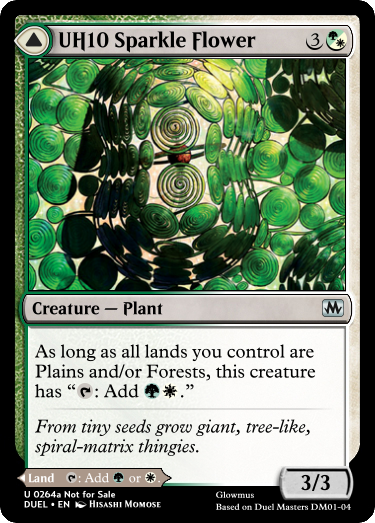 UH10 Sparkle Flower 3
Creature — Plant
As long as all lands you control are
Plains and/or Forests, this creature
has “: Add .”
From tiny seeds grow giant, tree-like,
spiral-matrix thingies.
Land : Add or .
3/3
U 0264a Not for Sale
DUEL • EN Hisashi Momose
Glowmus
Based on Duel Masters DM01-04